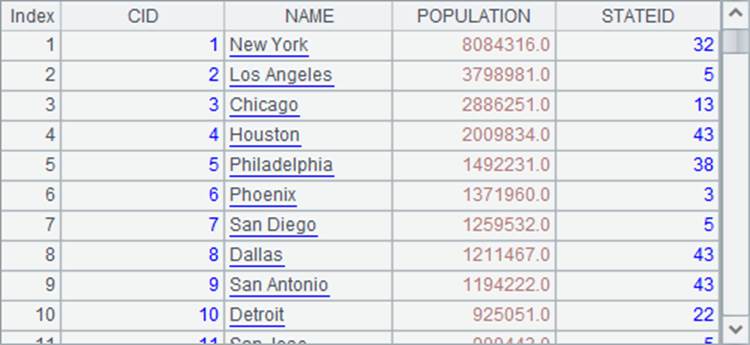 Index CID NAME POPULATION STATEID
1 1 New York 8084316.0 32
2 2 Los Angeles 3798981.0 5
3 3 Chicago 2886251.0 13
4 4 Houston 2009834.0 43
5 5 Philadelphia 1492231.0 38
6 6 Phoenix 1371960.0 3
7 7 San Diego 1259532.0 5
8 8 Dallas 1211467.0 43
9 9 San Antonio 1194222.0 43
10 10 Detroit 925051.0 22
11 11 San Jose 5